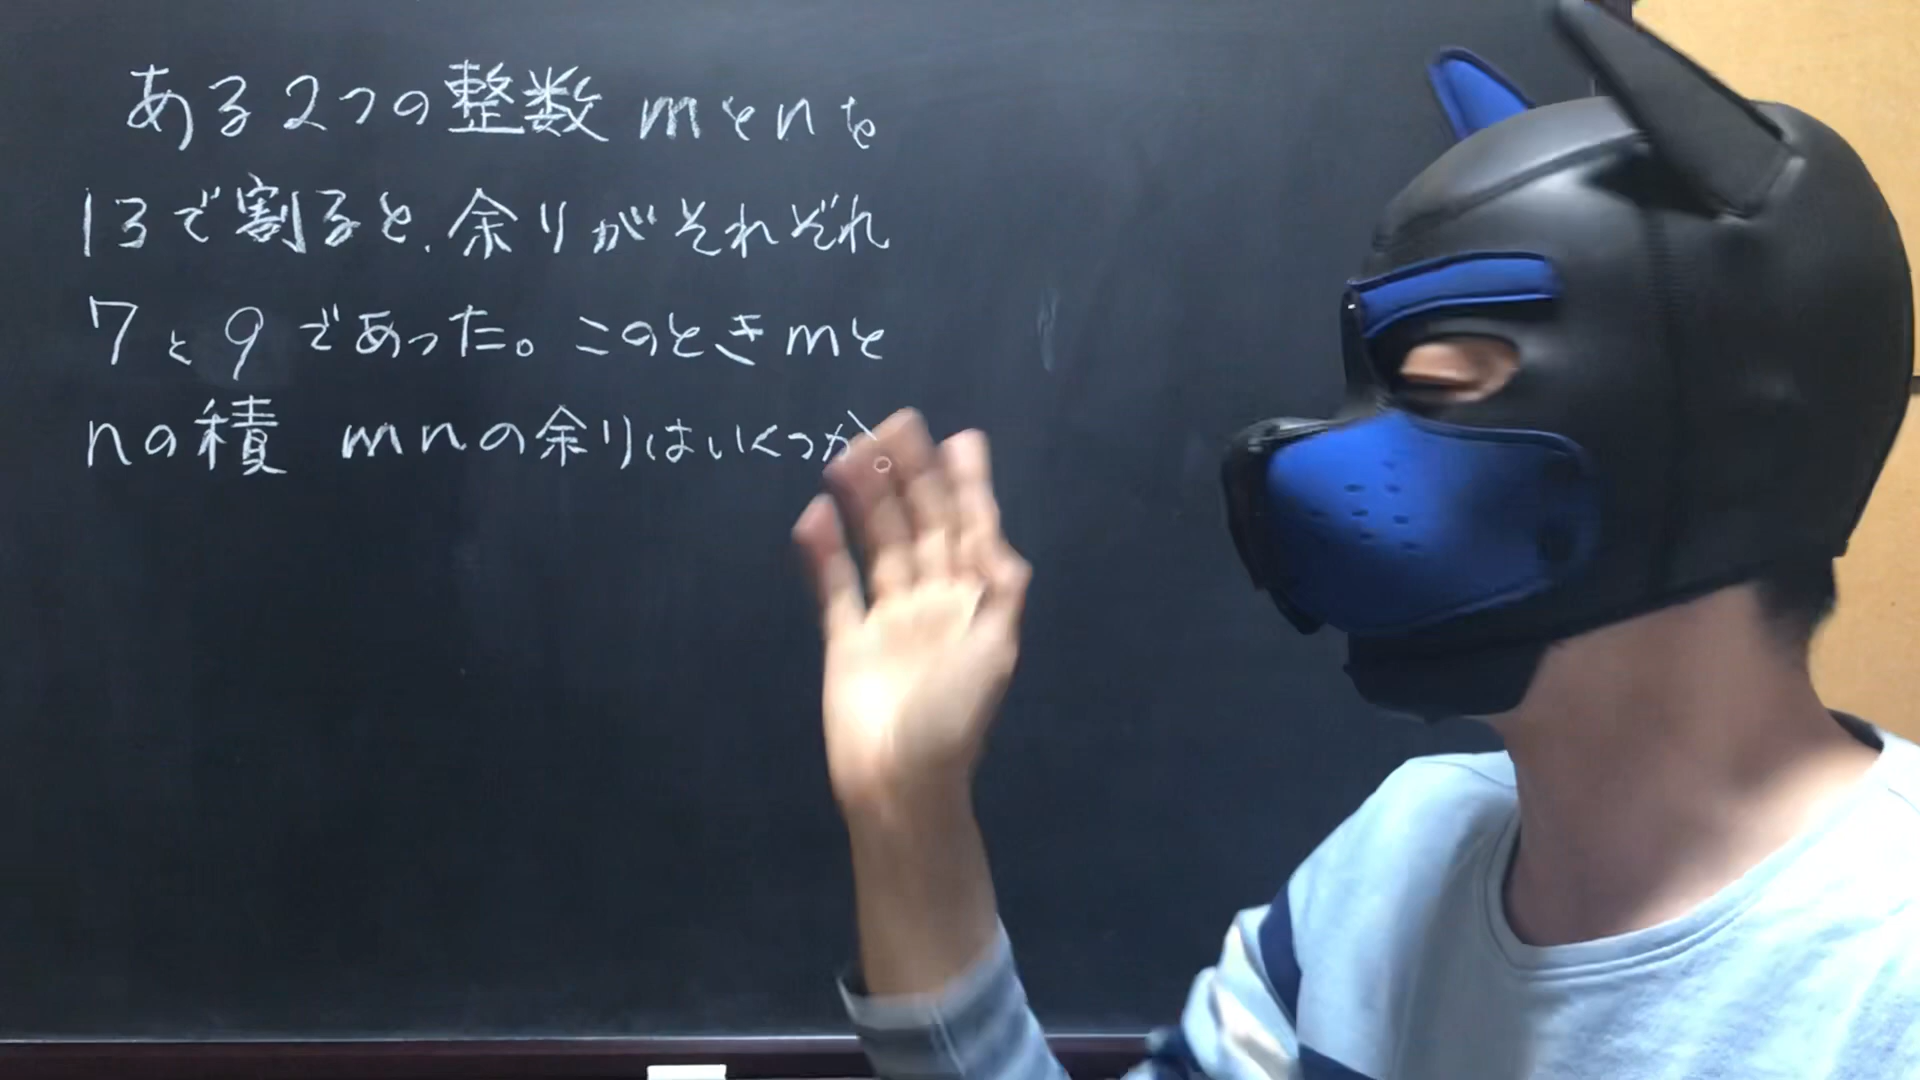 ある2つの整数 mとnを
13で割ると、余りがそれぞれ
7と9であった。このときmと
nの積 mnの余りはいくつか。